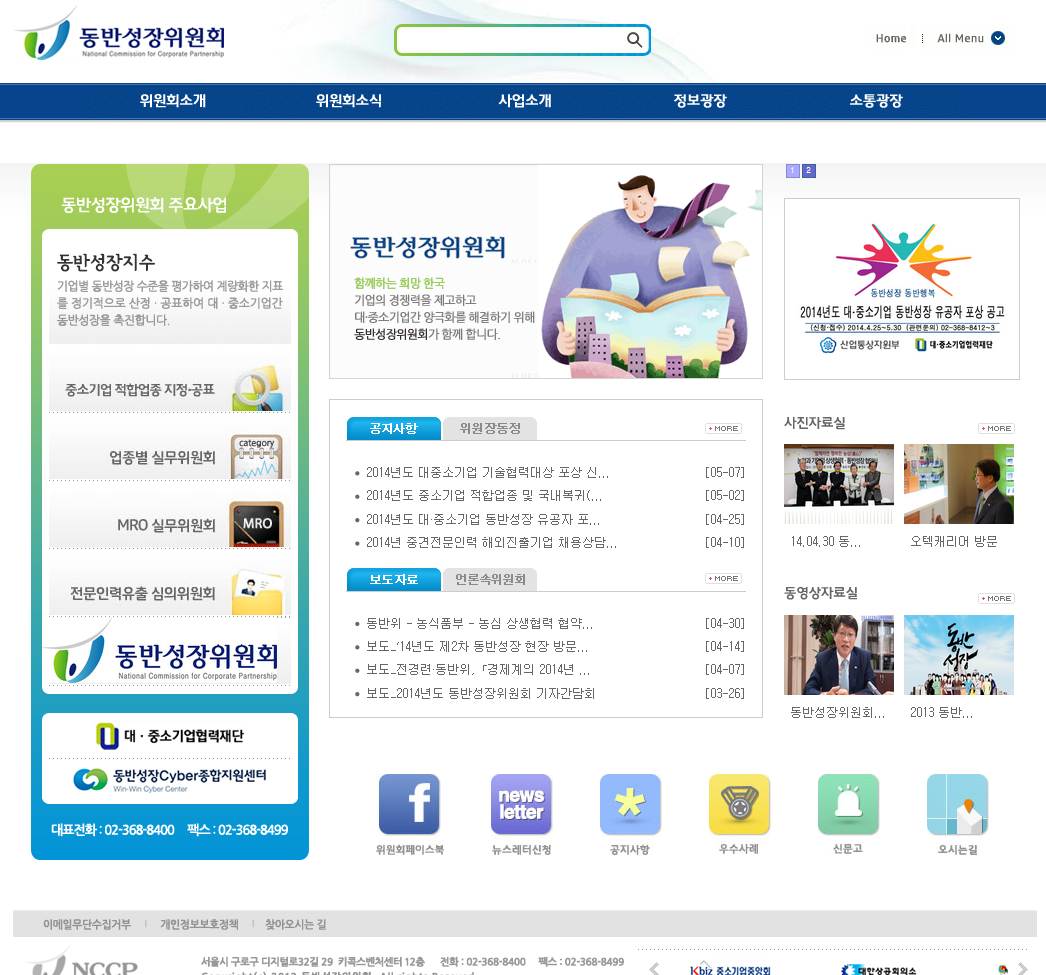 동반성장위원회
National Commission for Corporate Partnership
Home
All Menu
위원회소개
위원회소식
사업소개
정보광장
소통광장
동반성장위원회 주요사업
동반성장지수
기업별 동반성장 수준을 평가하여 계량화한 지표
를 정기적으로 산정 · 공표하여 대 · 중소기업간
동반성장을 촉진합니다.
중소기업 적합업종 지정·공표
업종별 실무위원회
category
MRO 실무위원회
MRO
전문인력유출 심의위원회
동반성장위원회
National Commission for Corporate Partnership
대 · 중소기업협력재단
동반성장Cyber종합지원센터
Win-Win Cyber Center
대표전화 : 02-368-8400 팩스 : 02-368-8499
동반성장위원회
함께하는 희망 한국
기업의 경쟁력을 제고하고
대·중소기업간 양극화를 해결하기 위해
동반성장위원회가 함께 합니다.
공지사항
위원장동정
MORE
2014년도 대중소기업 기술협력대상 포상 신... [05-07]
2014년도 중소기업 적합업종 및 국내복귀(... [05-02]
2014년도 대·중소기업 동반성장 유공자 포... [04-25]
2014년 중견전문인력 해외진출기업 채용상담... [04-10]
보도자료
언론속위원회
MORE
동반위 - 농식품부 - 농심 상생협력 협약... [04-30]
보도_'14년도 제2차 동반성장 현장 방문... [04-14]
보도_전경련·동반위, 「경제계의 2014년 ... [04-07]
보도_2014년도 동반성장위원회 기자간담회 [03-26]
1 2
동반성장 동반행복
2014년도 대·중소기업 동반성장 유공자 포상 공고
(신청·접수) 2014.4.25~5.30 (관련문의) 02-368-8412~3
산업통상자원부
대·중소기업협력재단
사진자료실
MORE
14.04.30 동...
오텍캐리어 방문
동영상자료실
MORE
동반성장
동반성장위원회...
2013 동반...
f
news
letter
위원회페이스북
뉴스레터신청
공지사항
우수사례
신문고
오시는길
이메일무단수집거부
개인정보보호정책
찾아오시는 길
NCCP
서울시 구로구 디지털로32길 29 키콕스벤처센터 12층 전화 : 02-368-8400 팩스 : 02-368-8499
Kbiz 중소기업중앙회
대한상공회의소